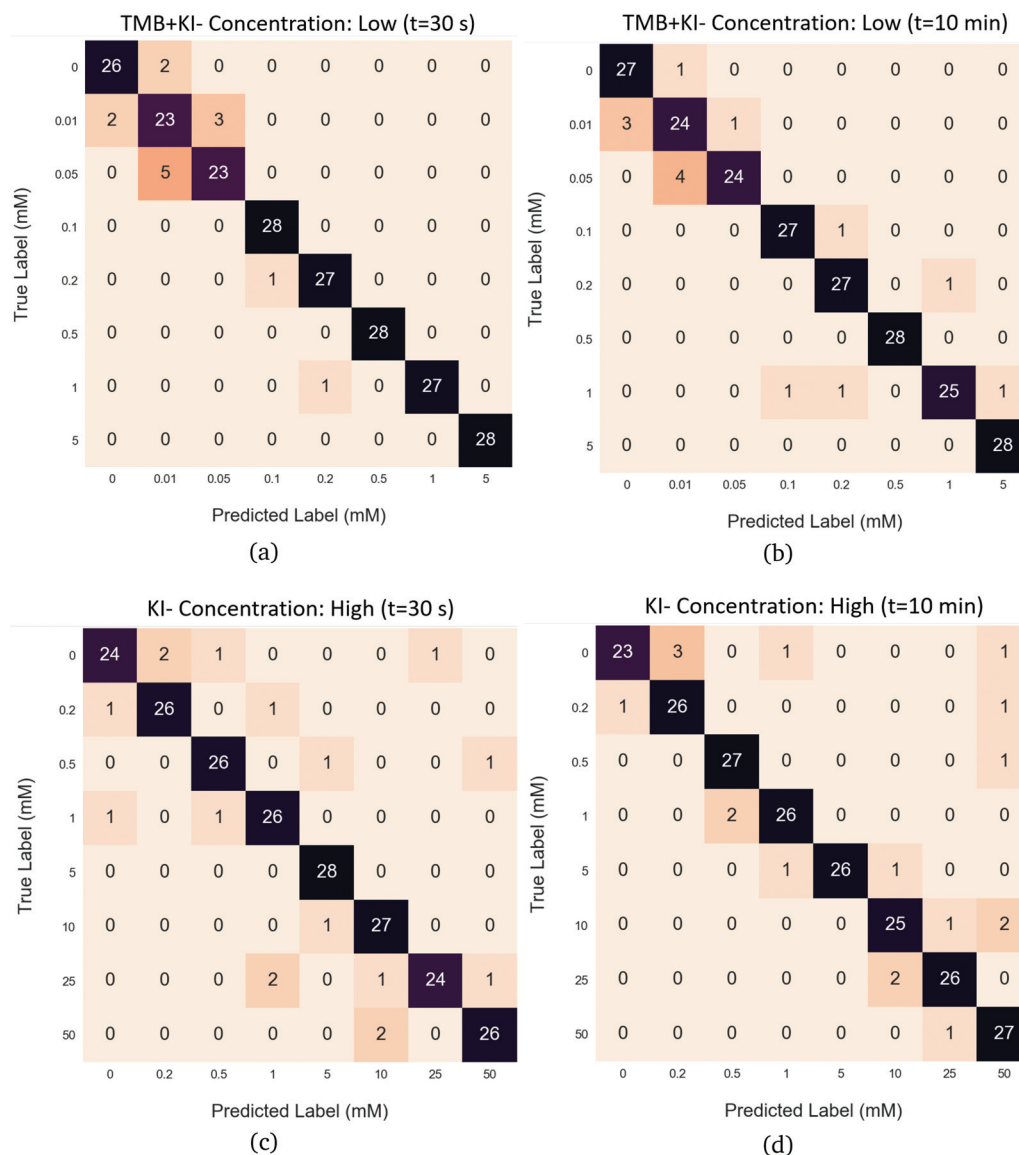 TMB+KI- Concentration: Low (t=30 s)
True Label (mM)
0 26 2 0 0 0 0 0 0
0.01 2 23 3 0 0 0 0 0
0.05 0 5 23 0 0 0 0 0
0.1 0 0 0 28 0 0 0 0
0.2 0 0 0 1 27 0 0 0
0.5 0 0 0 0 0 28 0 0
1 0 0 0 0 1 0 27 0
5 0 0 0 0 0 0 0 28
0 0.01 0.05 0.1 0.2 0.5 1 5
Predicted Label (mM)
(a)
TMB+KI- Concentration: Low (t=10 min)
True Label (mM)
0 27 1 0 0 0 0 0 0
0.01 3 24 1 0 0 0 0 0
0.05 0 4 24 0 0 0 0 0
0.1 0 0 0 27 1 0 0 0
0.2 0 0 0 0 27 0 1 0
0.5 0 0 0 0 0 28 0 0
1 0 0 0 1 1 0 25 1
5 0 0 0 0 0 0 0 28
0 0.01 0.05 0.1 0.2 0.5 1 5
Predicted Label (mM)
(b)
KI- Concentration: High (t=30 s)
True Label (mM)
0 24 2 1 0 0 0 1 0
0.2 1 26 0 1 0 0 0 0
0.5 0 0 26 0 1 0 0 1
1 1 0 1 26 0 0 0 0
5 0 0 0 0 28 0 0 0
10 0 0 0 0 1 27 0 0
25 0 0 0 2 0 1 24 1
50 0 0 0 0 0 2 0 26
0 0.2 0.5 1 5 10 25 50
Predicted Label (mM)
(c)
KI- Concentration: High (t=10 min)
True Label (mM)
0 23 3 0 1 0 0 0 1
0.2 1 26 0 0 0 0 0 1
0.5 0 0 27 0 0 0 0 1
1 0 0 2 26 0 0 0 0
5 0 0 0 1 26 1 0 0
10 0 0 0 0 0 25 1 2
25 0 0 0 0 0 2 26 0
50 0 0 0 0 0 0 1 27
0 0.2 0.5 1 5 10 25 50
Predicted Label (mM)
(d)